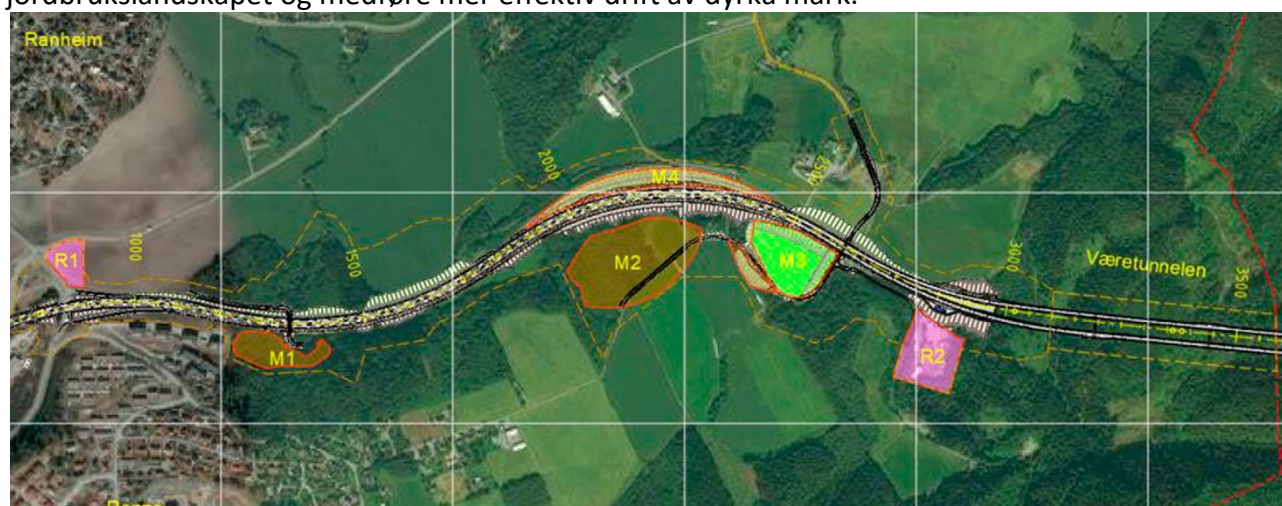 jordbrukslandskapet og medføre mer effektiv drift av dyrka mark.
Ranheim
2000
2500
M4
R1
1000
1500
M2
M3
3000
Væretunnelen
3500
M1
R2